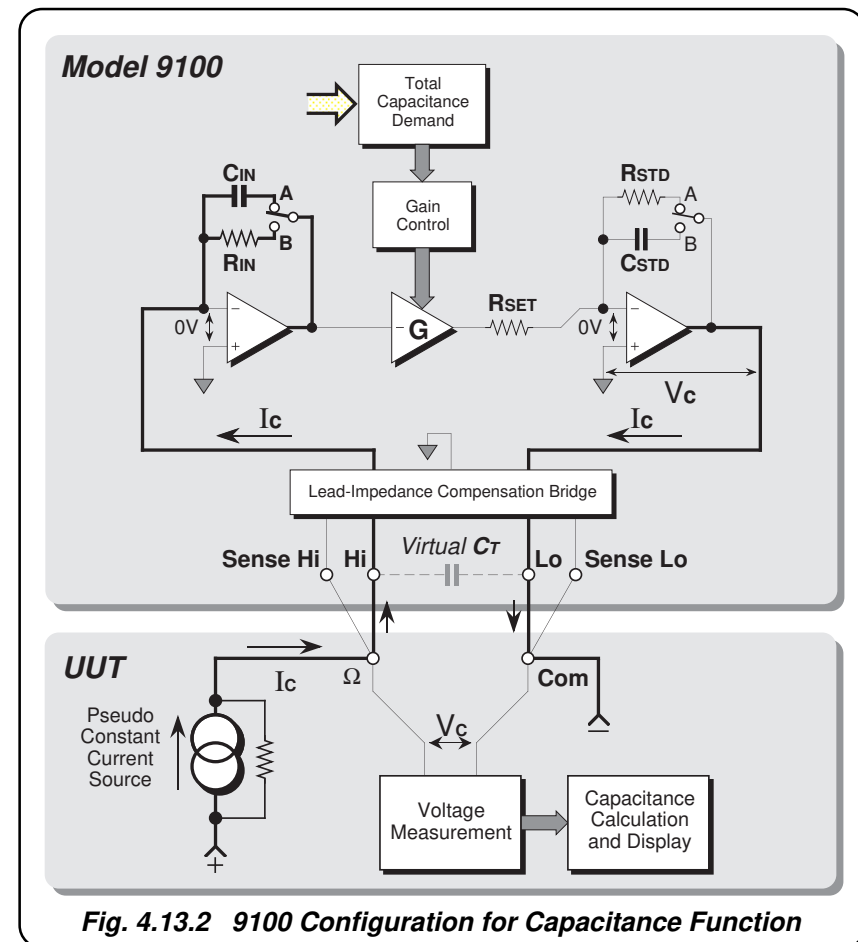 Model 9100
Total
Capacitance
Demand
CIN
A
B
RIN
Gain
Control
RSTD
A
B
CSTD
RSET
0V
−
+
−
G
0V
−
+
VC
IC
IC
Lead-Impedance Compensation Bridge
Sense Hi
Hi
Virtual CT
Lo
Sense Lo
UUT
IC
Ω
Com
Pseudo
Constant
Current
Source
VC
−
+
Voltage
Measurement
Capacitance
Calculation
and Display
Fig. 4.13.2 9100 Configuration for Capacitance Function